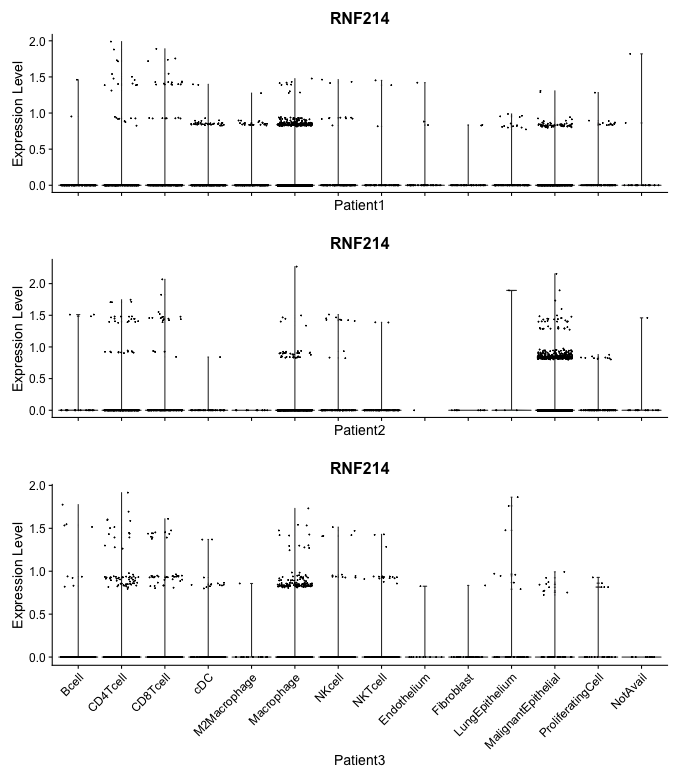 RNF214
Expression Level
2.0
1.5
1.0
0.5
0.0
Patient1
RNF214
Expression Level
2.0
1.5
1.0
0.5
0.0
Patient2
RNF214
Expression Level
2.0
1.5
1.0
0.5
0.0
Bcell
CD4Tcell
CD8Tcell
cDC
M2Macrophage
Macrophage
NKcell
NKTcell
Endothelium
Fibroblast
LungEpithelium
MalignantEpithelial
ProliferatingCell
NotAvail
Patient3